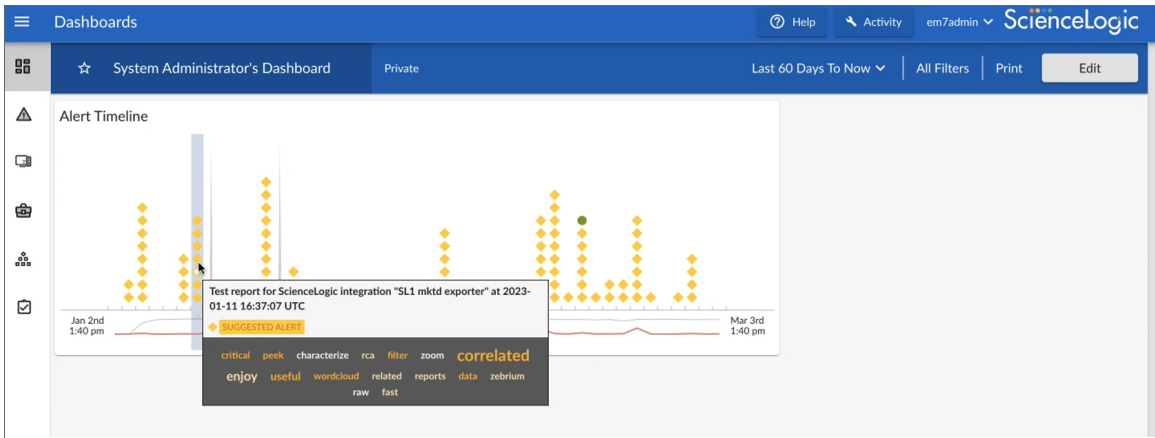 Dashboards
Help
Activity
em7admin
ScienceLogic
System Administrator's Dashboard
Private
Last 60 Days To Now
All Filters
Print
Edit
Alert Timeline
Test report for ScienceLogic integration "SL1 mktd exporter" at 2023-
01-11 16:37:07 UTC
SUGGESTED ALERT
Jan 2nd
1:40 pm
Mar 3rd
1:40 pm
critical peek characterize rca filter zoom correlated
enjoy useful wordcloud related reports data zebrium
raw fast